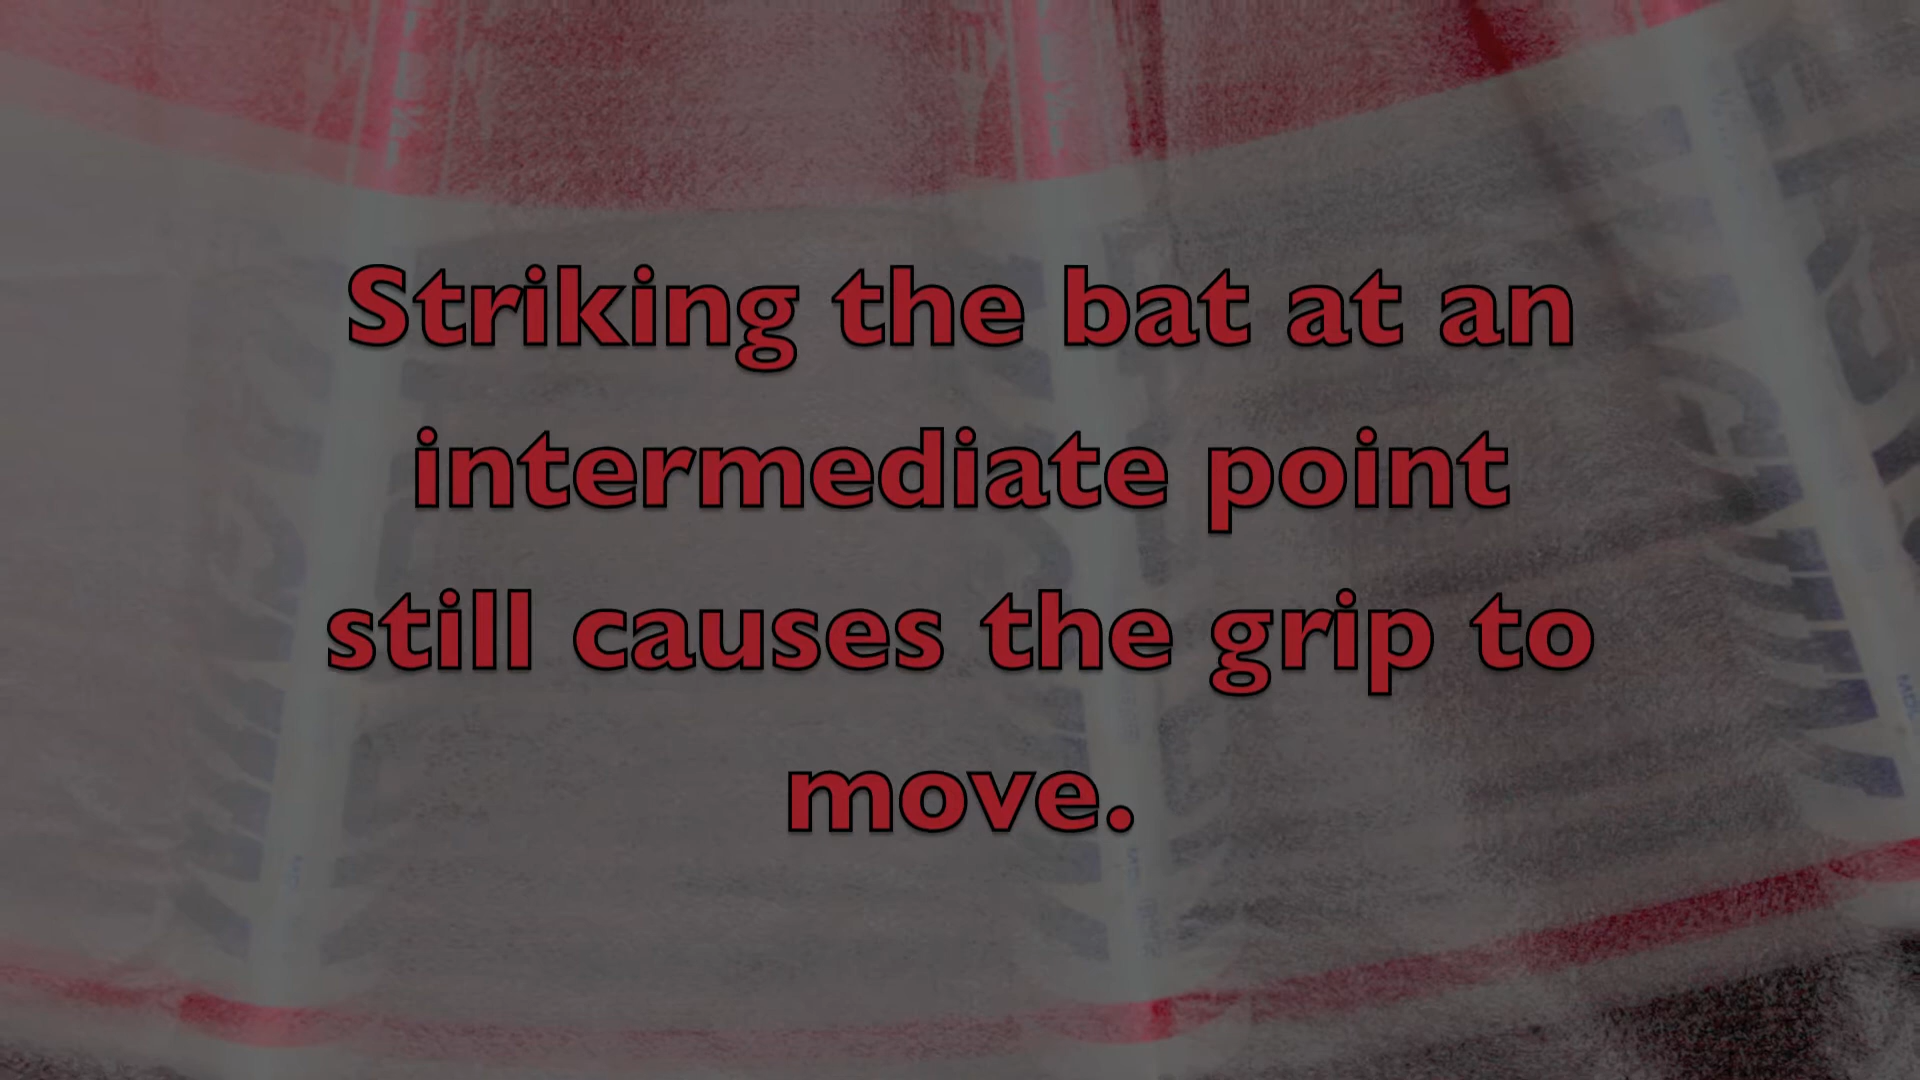 Striking the bat at an
intermediate point
still causes the grip to
move.